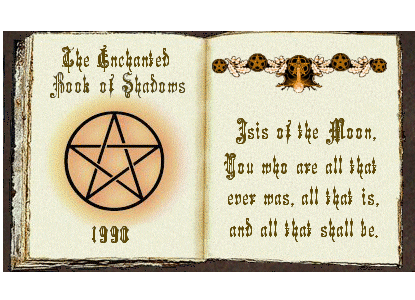 The Enchanted
Book of Shadows
1990
Isis of the Moon,
You who are all that
ever was, all that is,
and all that shall be.